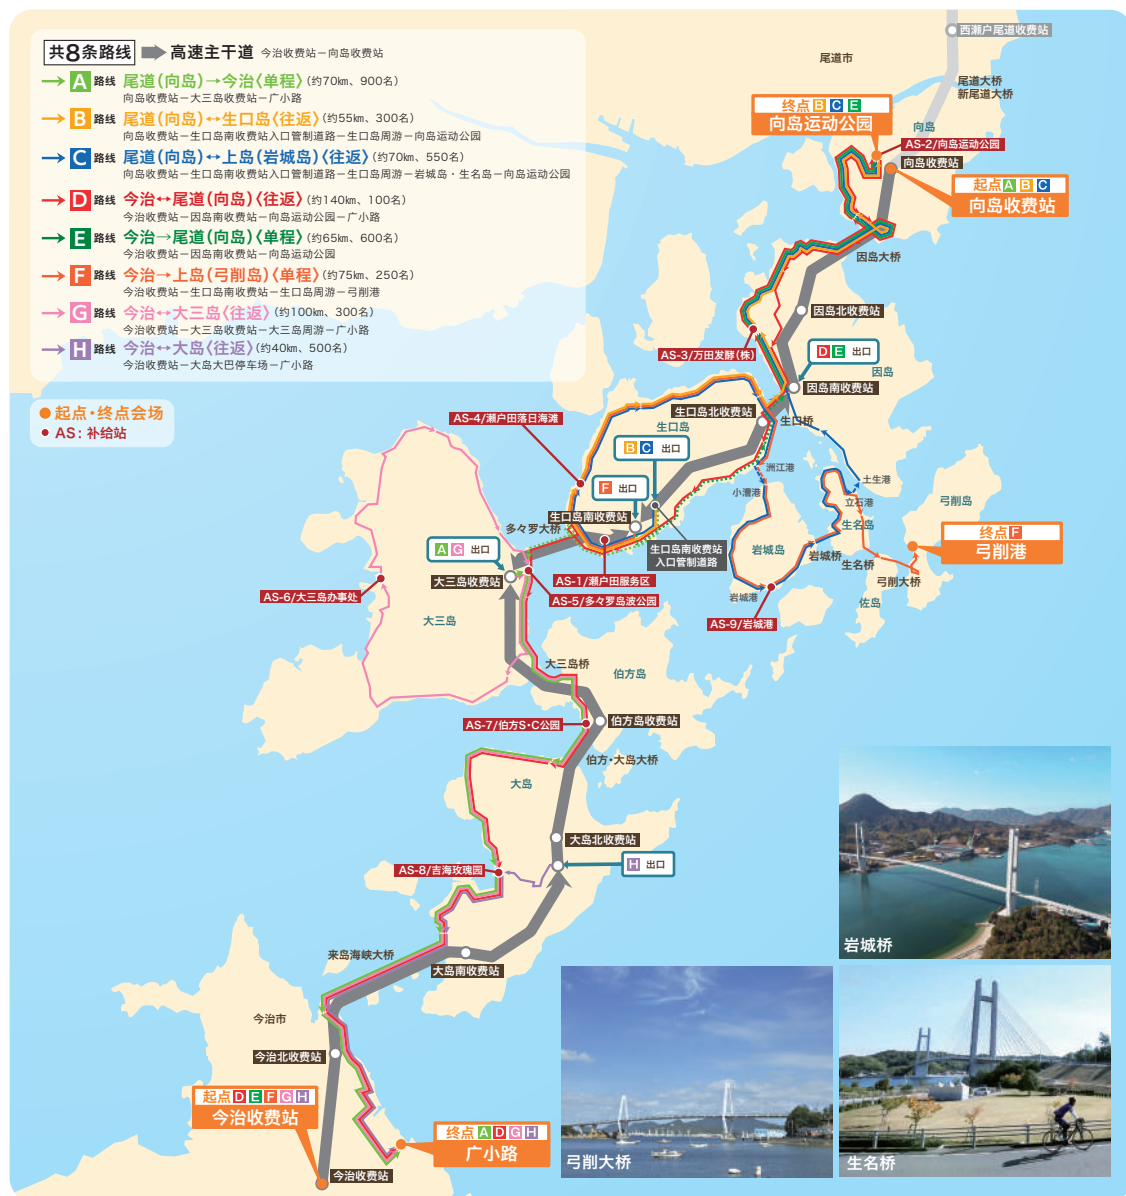 共8条路线 高速主干道 今治收费站－向岛收费站
A 路线 尾道(向岛)→今治〈单程〉(约70km、900名)
向岛收费站－大三岛收费站－广小路
B 路线 尾道(向岛)↔生口岛〈往返〉(约55km、300名)
向岛收费站－生口岛南收费站入口管制道路－生口岛周游－向岛运动公园
C 路线 尾道(向岛)↔上岛(岩城岛)〈往返〉(约70km、550名)
向岛收费站－生口岛南收费站入口管制道路－生口岛周游－岩城岛・生名岛－向岛运动公园
D 路线 今治↔尾道(向岛)〈往返〉(约140km、100名)
今治收费站－因岛南收费站－向岛运动公园－广小路
E 路线 今治→尾道(向岛)〈单程〉(约65km、600名)
今治收费站－因岛南收费站－向岛运动公园
F 路线 今治→上岛(弓削岛)〈单程〉(约75km、250名)
今治收费站－生口岛南收费站－生口岛周游－弓削港
G 路线 今治↔大三岛〈往返〉(约100km、300名)
今治收费站－大三岛收费站－大三岛周游－广小路
H 路线 今治↔大岛〈往返〉(约40km、500名)
今治收费站－大岛大巴停车场－广小路
起点・终点会场
AS：补给站
西瀬户尾道收费站
尾道市
尾道大桥
新尾道大桥
终点 B C E
向岛运动公园
向岛
AS-2/向岛运动公园
向岛收费站
起点 A B C
向岛收费站
因岛大桥
因岛北收费站
AS-3/万田发酵(株)
D E 出口
因岛
因岛南收费站
生口岛北收费站
生口桥
AS-4/瀬户田落日海滩
生口岛
B C 出口
洲江港
土生港
F 出口
小漕港
立石港
弓削岛
生口岛南收费站
生名岛
多々罗大桥
终点 F
弓削港
A G 出口
生口岛南收费站
入口管制道路
岩城岛
岩城桥
生名桥
大三岛收费站
AS-1/瀬户田服务区
弓削大桥
AS-6/大三岛办事处
AS-5/多々罗岛波公园
岩城港
佐岛
大三岛
AS-9/岩城港
大三岛桥
伯方岛
AS-7/伯方S・C公园
伯方岛收费站
伯方・大岛大桥
大岛
大岛北收费站
AS-8/吉海玫瑰园
H 出口
岩城桥
来岛海峡大桥
大岛南收费站
今治市
今治北收费站
起点 D E F G H
今治收费站
终点 A D G H
广小路
今治收费站
弓削大桥
生名桥